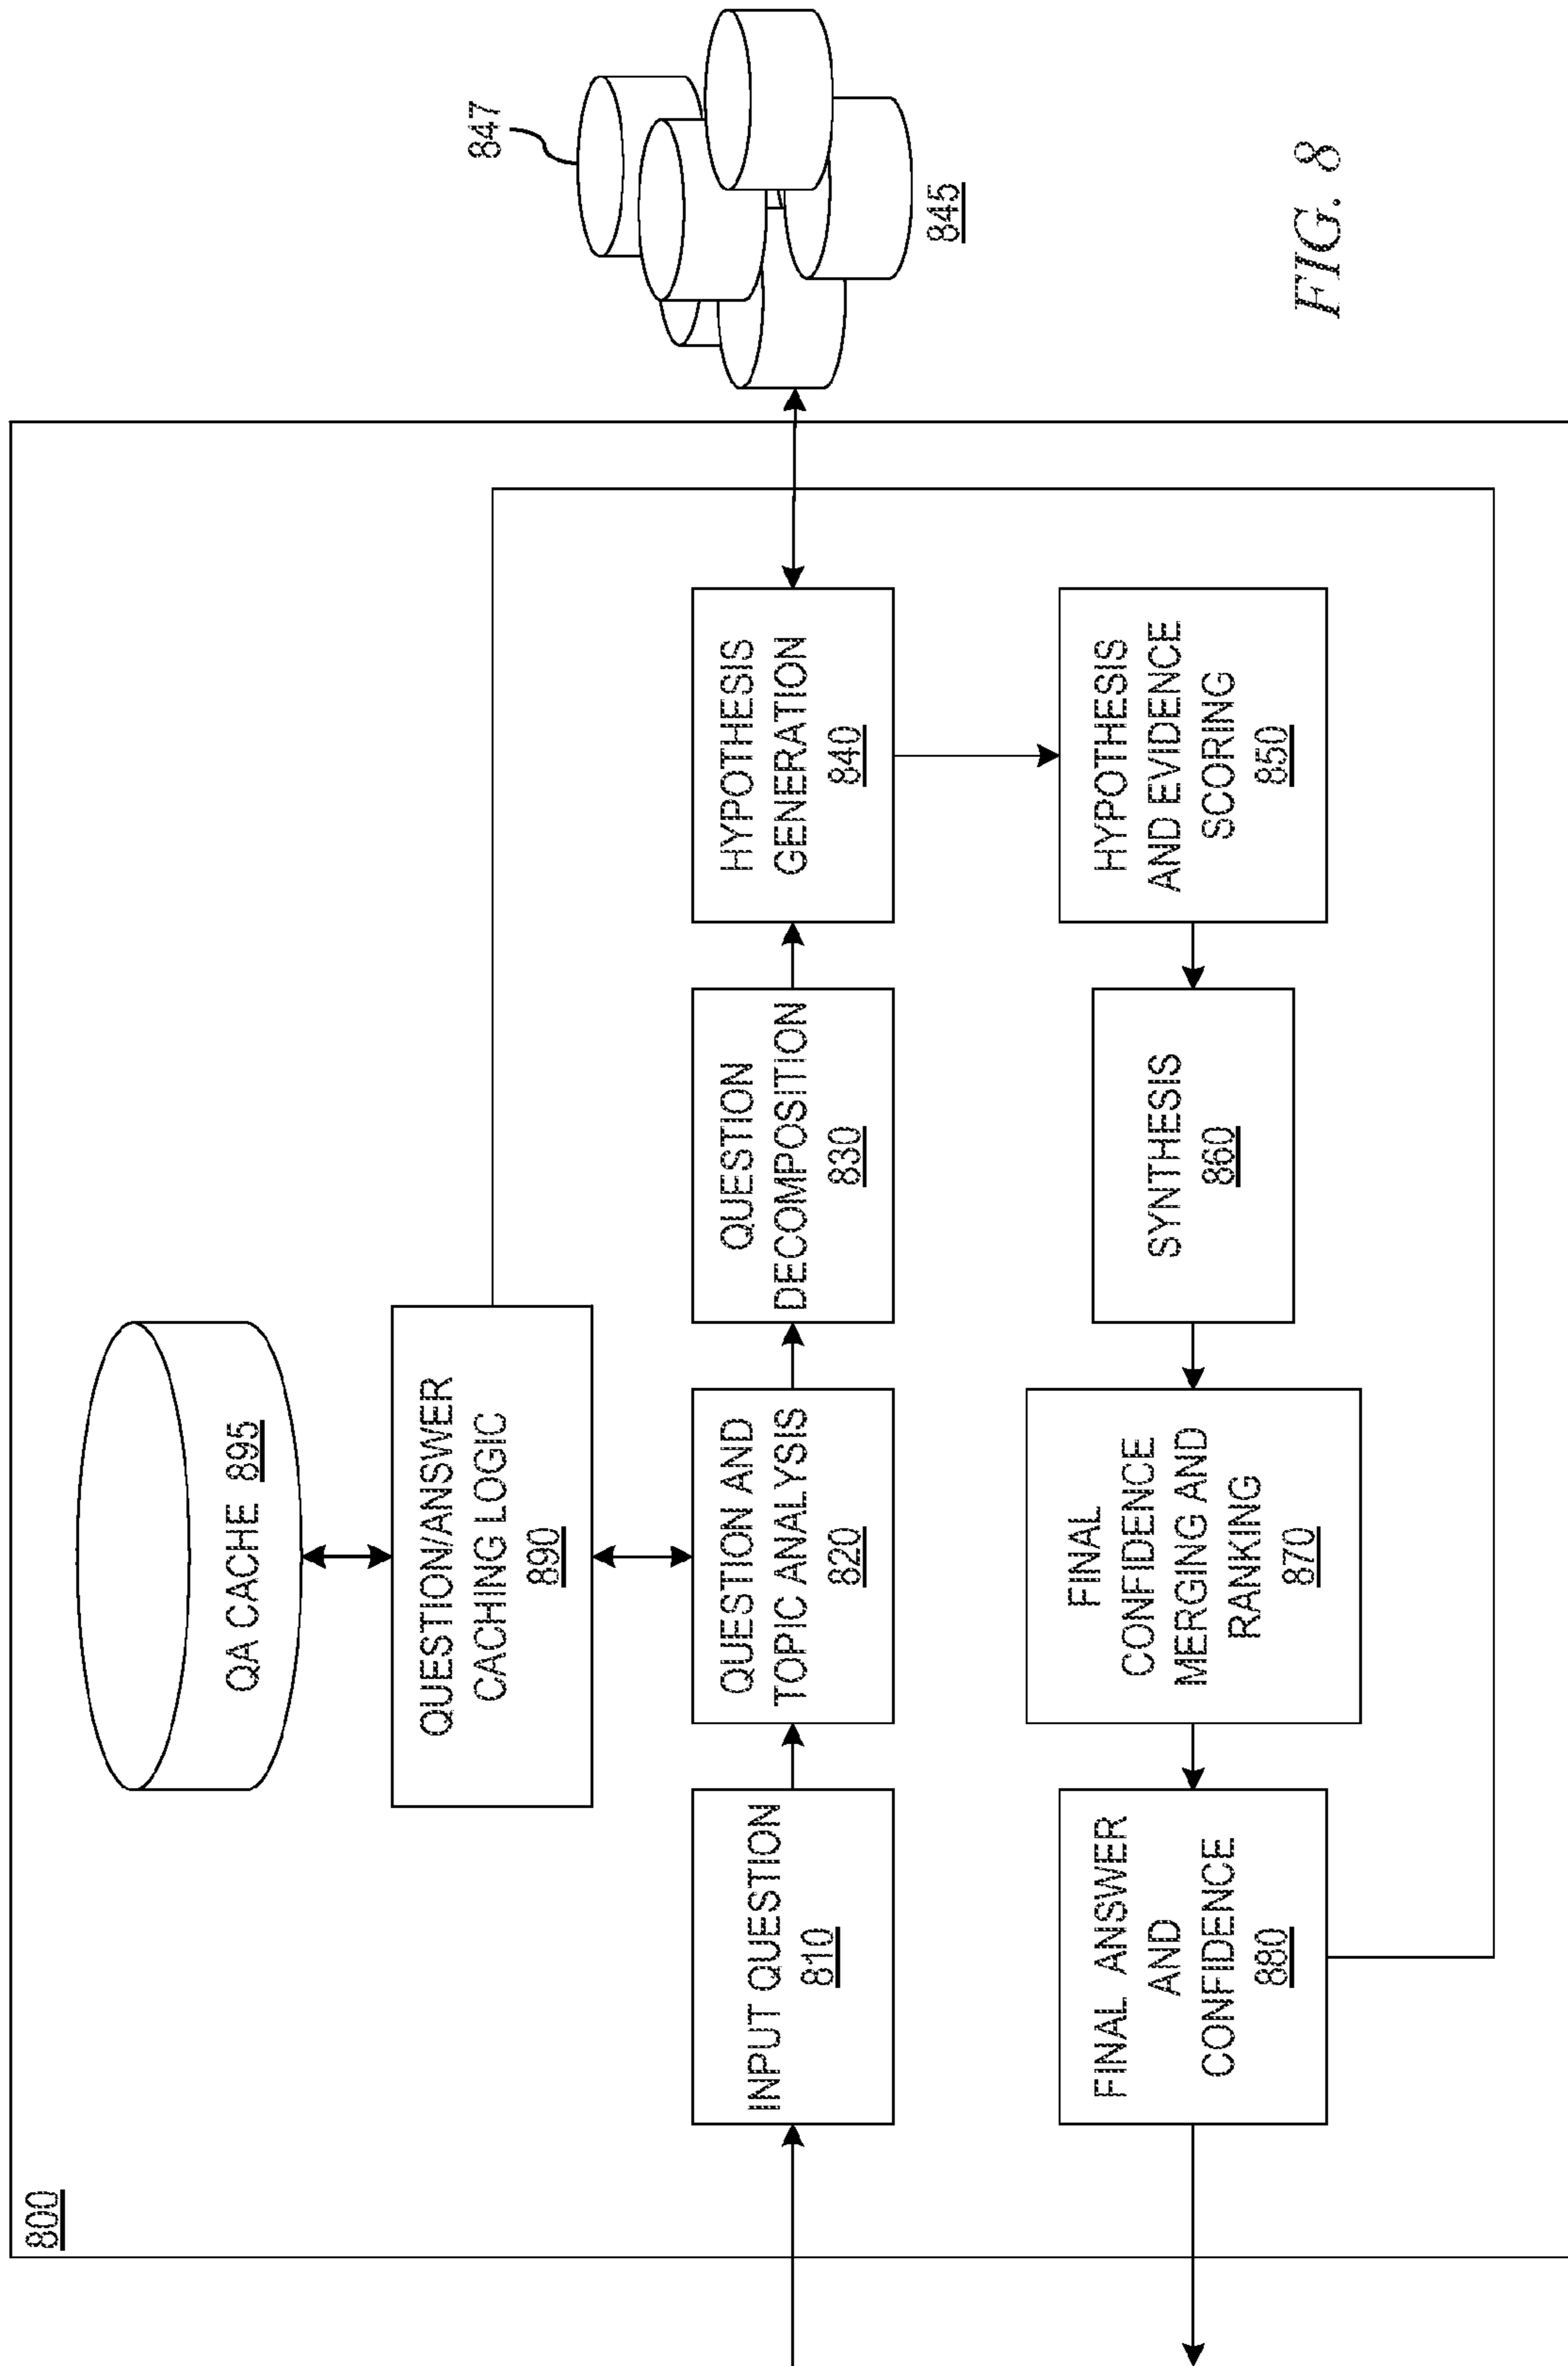 800
QA CACHE 895
QUESTION/ANSWER
CACHING LOGIC
890
INPUT QUESTION
810
QUESTION AND
TOPIC ANALYSIS
820
QUESTION
DECOMPOSITION
830
HYPOTHESIS
GENERATION
840
847
845
FINAL ANSWER
AND
CONFIDENCE
880
FINAL
CONFIDENCE
MERGING AND
RANKING
870
SYNTHESIS
860
HYPOTHESIS
AND EVIDENCE
SCORING
850
FIG. 8